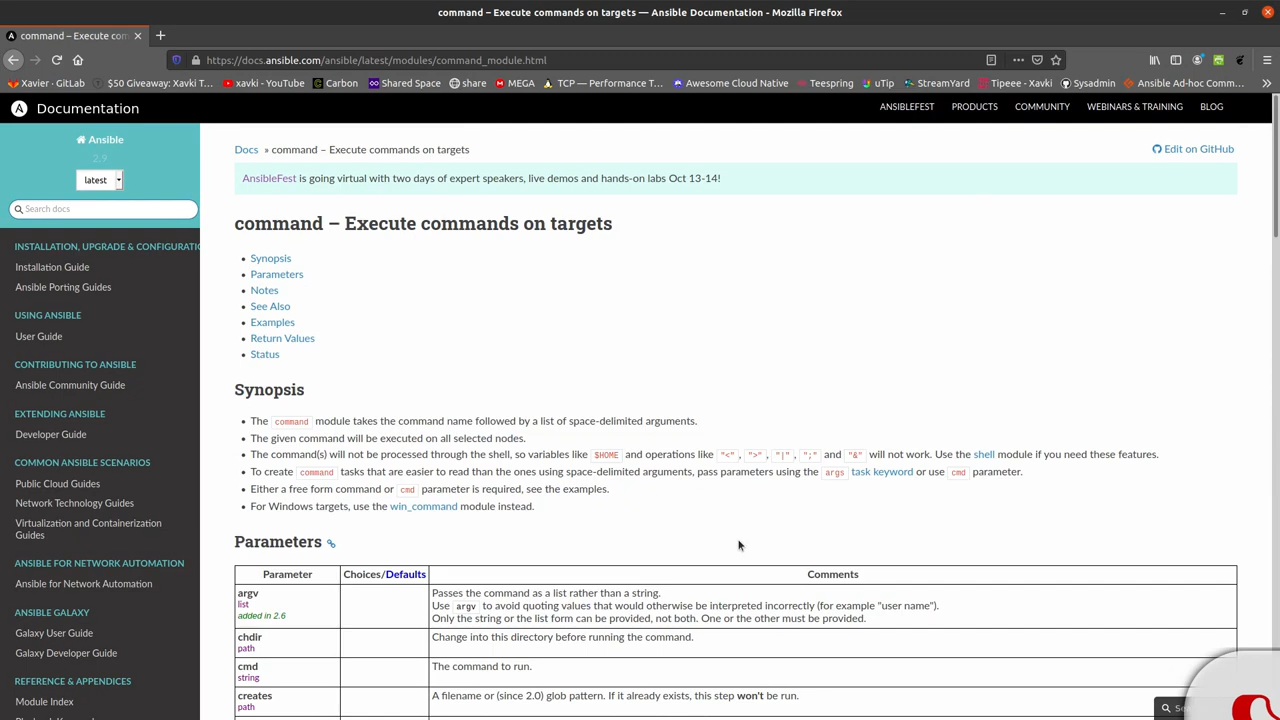 command – Execute commands on targets — Ansible Documentation - Mozilla Firefox
command – Execute com
https://docs.ansible.com/ansible/latest/modules/command_module.html
Xavier · GitLab
$50 Giveaway: Xavki T…
xavki - YouTube
Carbon
Shared Space
share
MEGA
TCP — Performance T…
Awesome Cloud Native
Teespring
uTip
StreamYard
Tipeee - Xavki
Sysadmin
Ansible Ad-hoc Comm…
Documentation
ANSIBLEFEST
PRODUCTS
COMMUNITY
WEBINARS & TRAINING
BLOG
Ansible
2.9
latest
Search docs
INSTALLATION, UPGRADE & CONFIGURATIO
Installation Guide
Ansible Porting Guides
USING ANSIBLE
User Guide
CONTRIBUTING TO ANSIBLE
Ansible Community Guide
EXTENDING ANSIBLE
Developer Guide
COMMON ANSIBLE SCENARIOS
Public Cloud Guides
Network Technology Guides
Virtualization and Containerization
Guides
ANSIBLE FOR NETWORK AUTOMATION
Ansible for Network Automation
ANSIBLE GALAXY
Galaxy User Guide
Galaxy Developer Guide
REFERENCE & APPENDICES
Module Index
Docs » command – Execute commands on targets
Edit on GitHub
AnsibleFest is going virtual with two days of expert speakers, live demos and hands-on labs Oct 13-14!
command – Execute commands on targets
Synopsis
Parameters
Notes
See Also
Examples
Return Values
Status
Synopsis
The command module takes the command name followed by a list of space-delimited arguments.
The given command will be executed on all selected nodes.
The command(s) will not be processed through the shell, so variables like $HOME and operations like "<", ">", "|", ";" and "&" will not work. Use the shell module if you need these features.
To create command tasks that are easier to read than the ones using space-delimited arguments, pass parameters using the args task keyword or use cmd parameter.
Either a free form command or cmd parameter is required, see the examples.
For Windows targets, use the win_command module instead.
Parameters
Parameter Choices/Defaults Comments
argv
list
added in 2.6
Passes the command as a list rather than a string.
Use argv to avoid quoting values that would otherwise be interpreted incorrectly (for example "user name").
Only the string or the list form can be provided, not both. One or the other must be provided.
chdir
path
Change into this directory before running the command.
cmd
string
The command to run.
creates
path
A filename or (since 2.0) glob pattern. If it already exists, this step won't be run.